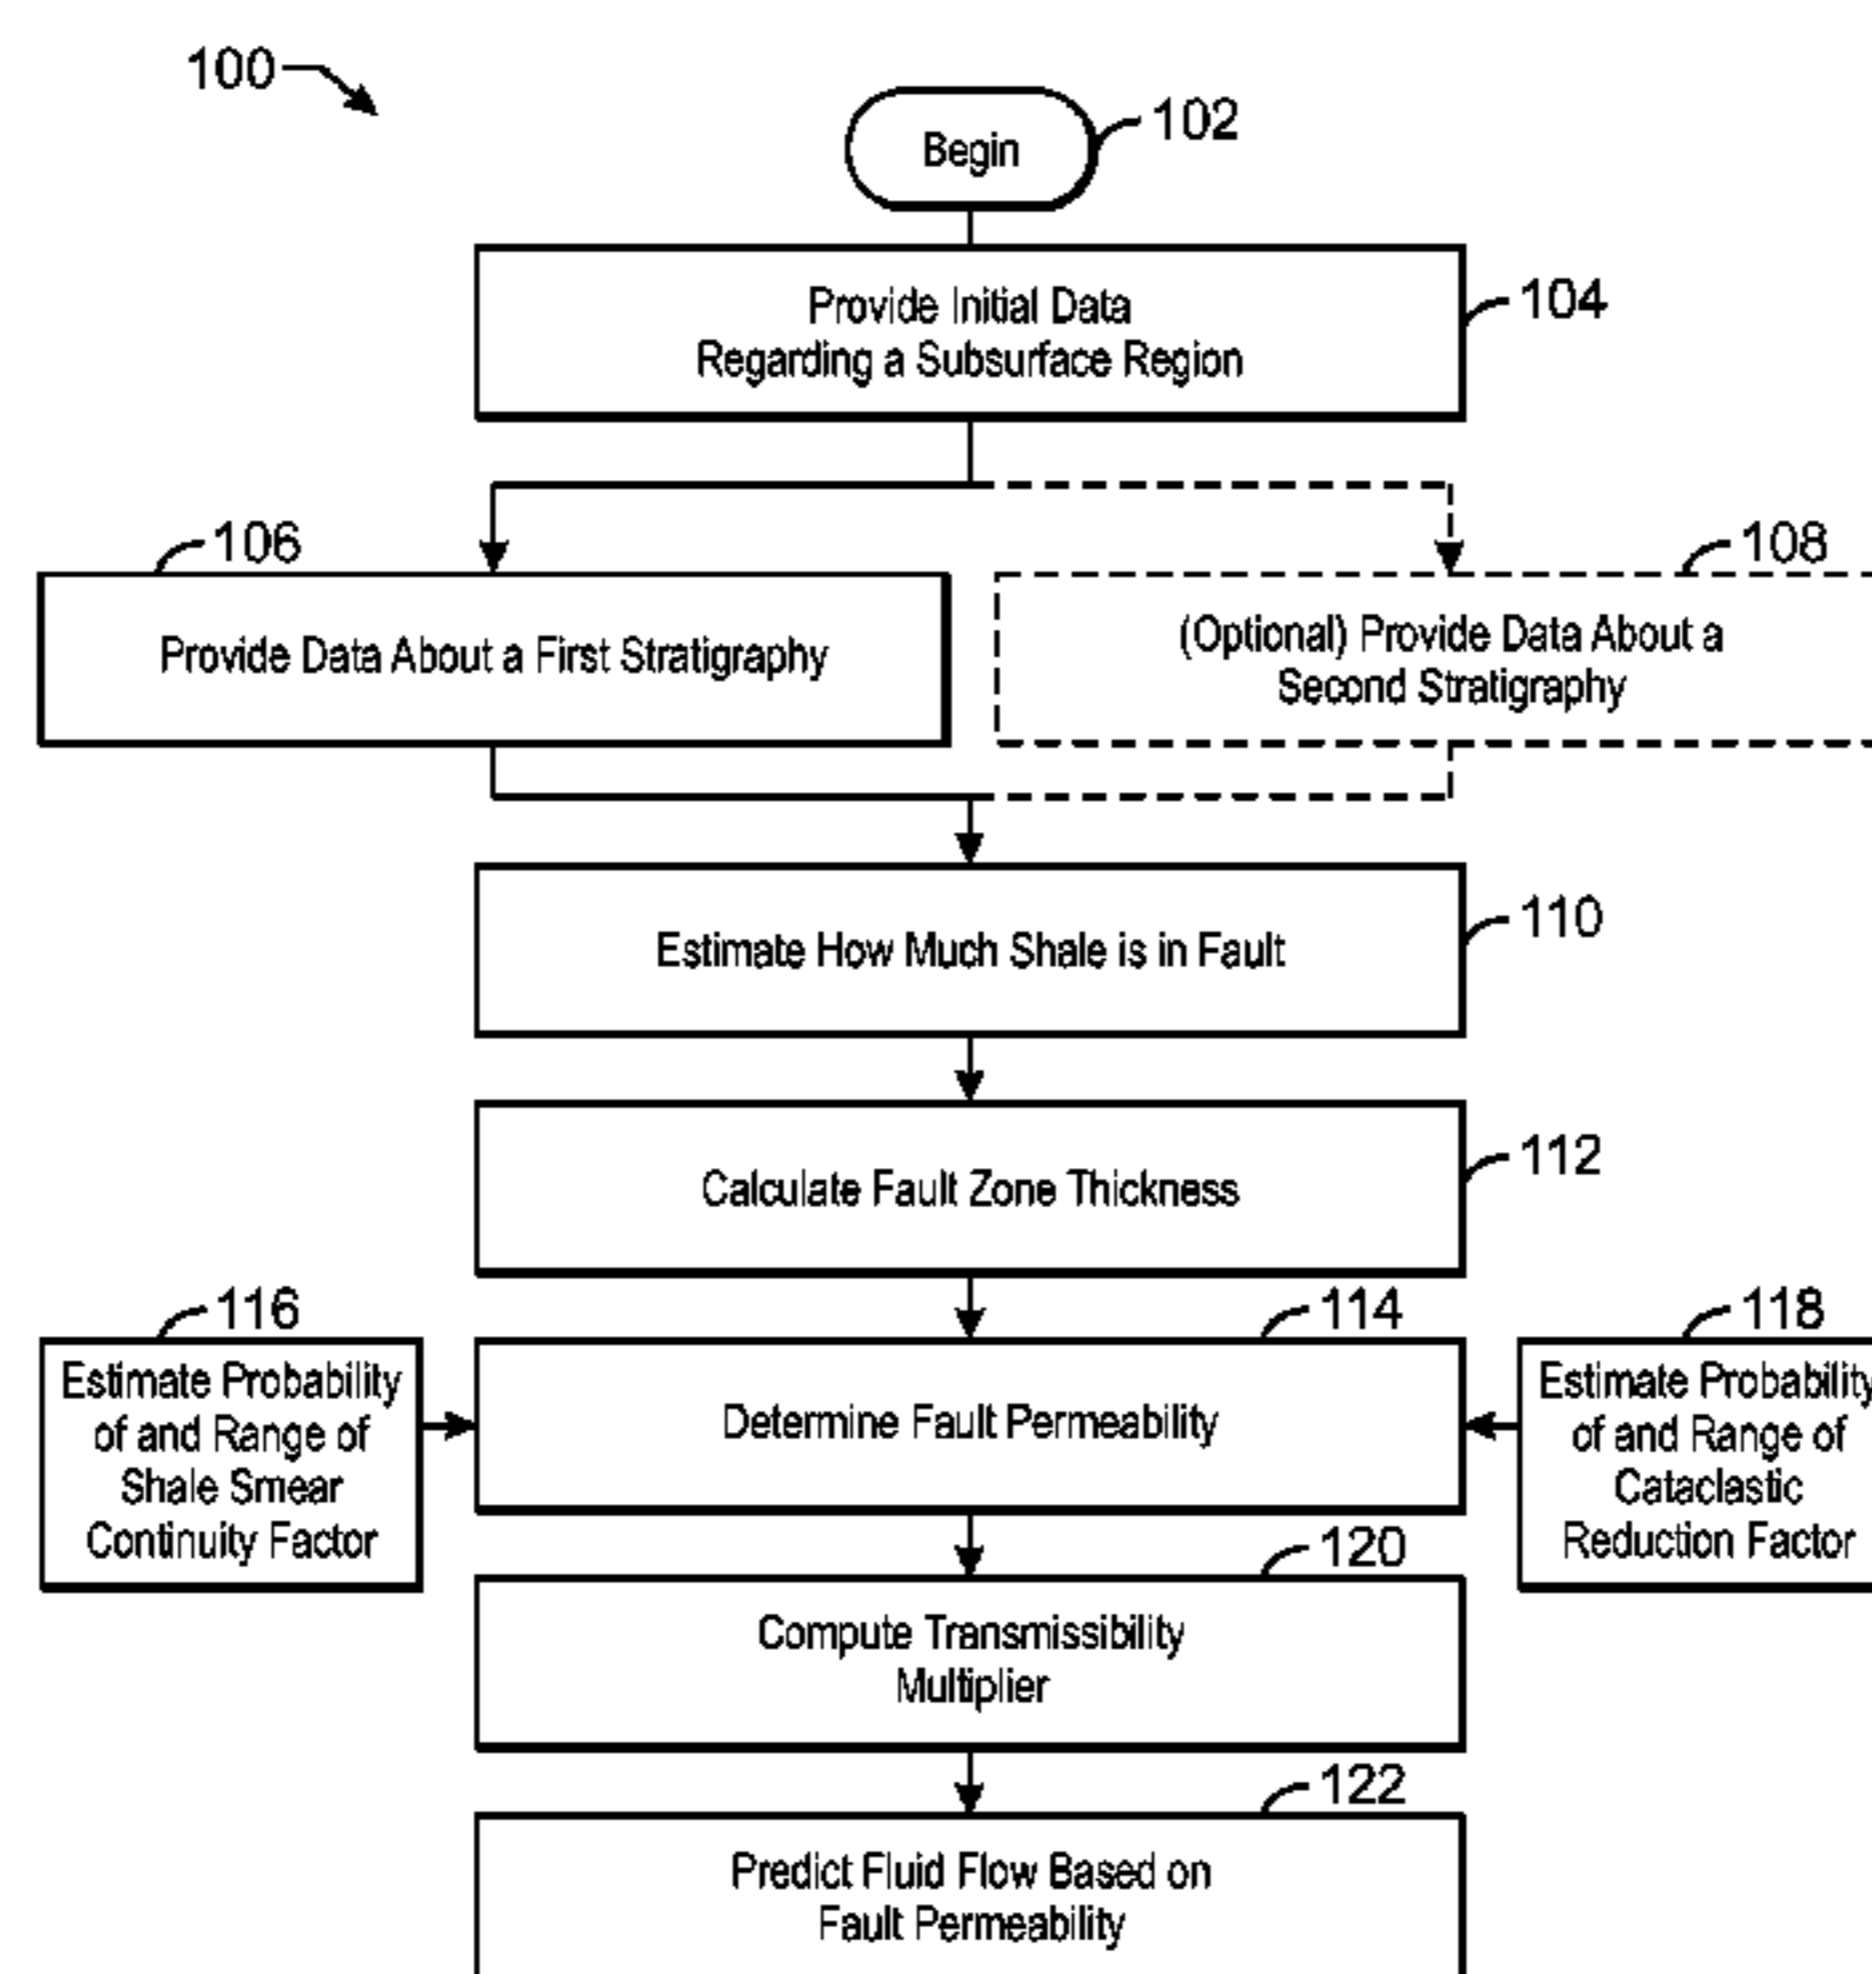 100
Begin
102
Provide Initial Data
Regarding a Subsurface Region
104
106
Provide Data About a First Stratigraphy
108
(Optional) Provide Data About a
Second Stratigraphy
Estimate How Much Shale is in Fault
110
Calculate Fault Zone Thickness
112
116
Estimate Probability
of and Range of
Shale Smear
Continuity Factor
114
Determine Fault Permeability
118
Estimate Probability
of and Range of
Cataclastic
Reduction Factor
120
Compute Transmissibility
Multiplier
122
Predict Fluid Flow Based on
Fault Permeability